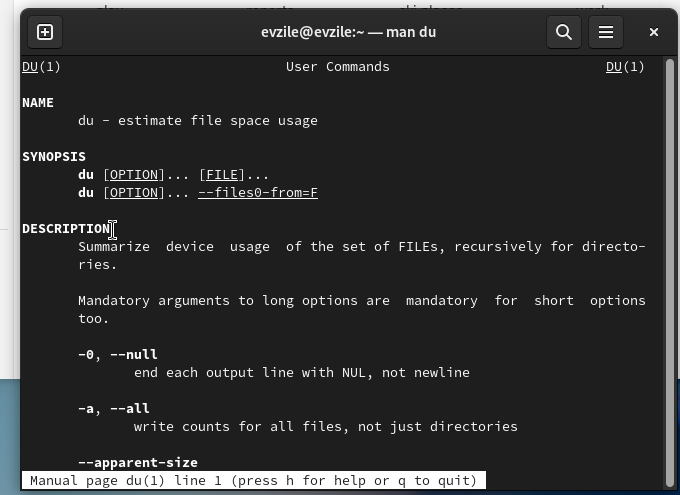 evzile@evzile:~ — man du
DU(1) User Commands DU(1)
NAME
du - estimate file space usage
SYNOPSIS
du [OPTION]... [FILE]...
du [OPTION]... --files0-from=F
DESCRIPTION
Summarize device usage of the set of FILEs, recursively for directo-
ries.
Mandatory arguments to long options are mandatory for short options
too.
-0, --null
end each output line with NUL, not newline
-a, --all
write counts for all files, not just directories
--apparent-size
Manual page du(1) line 1 (press h for help or q to quit)